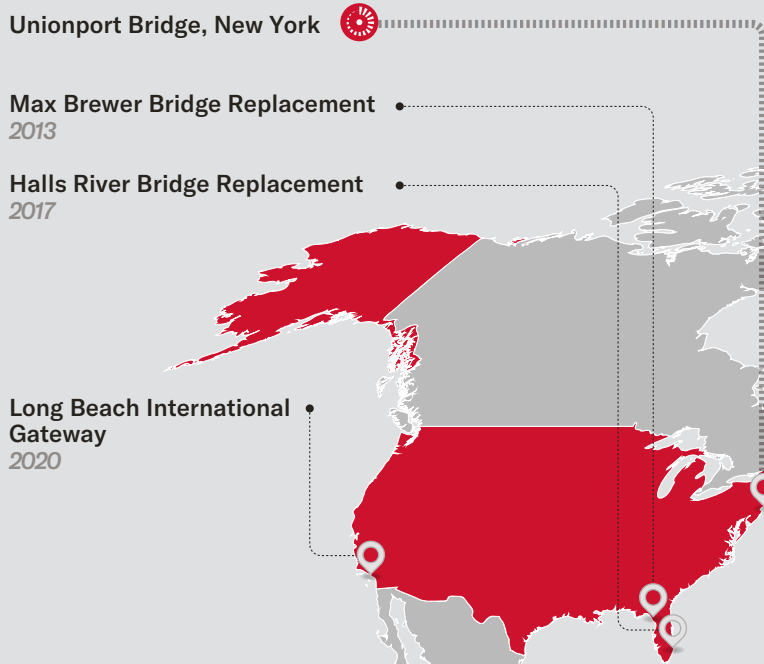 Unionport Bridge, New York
Max Brewer Bridge Replacement
2013
Halls River Bridge Replacement
2017
Long Beach International
Gateway
2020